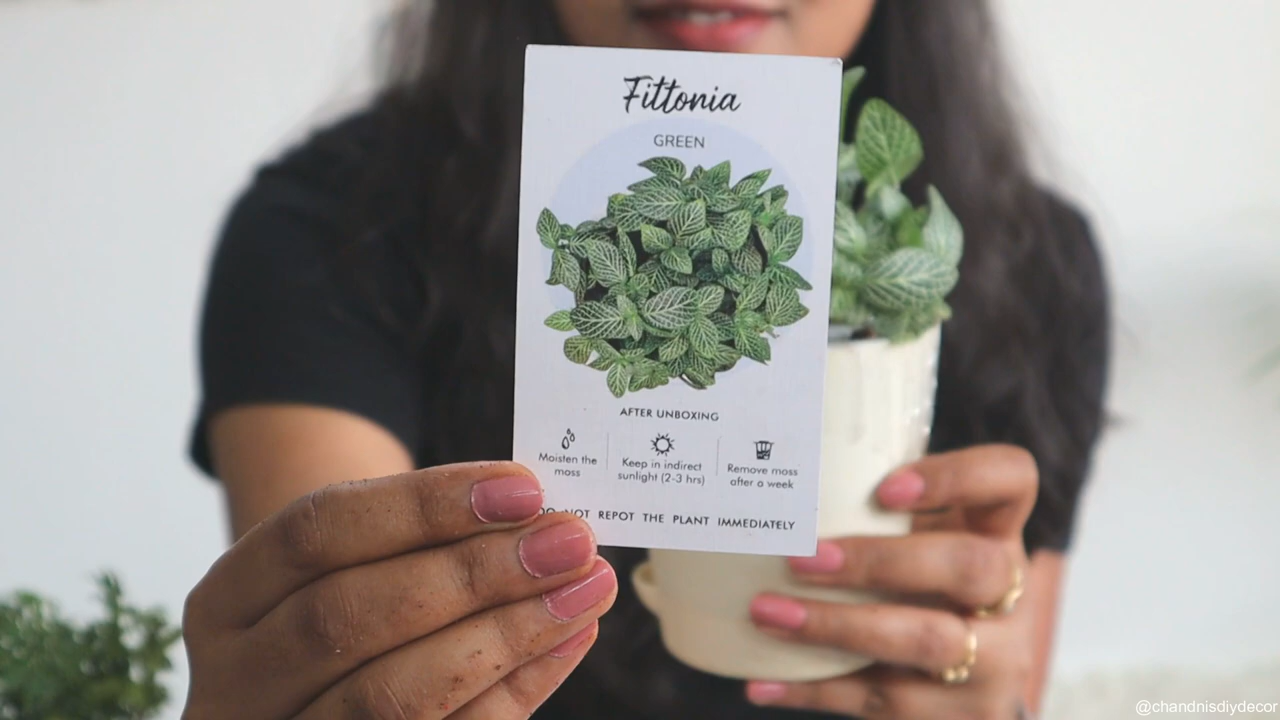 Fittonia
GREEN
AFTER UNBOXING
Moisten the
moss
Keep in indirect
sunlight (2-3 hrs)
Remove moss
after a week
DO NOT REPOT THE PLANT IMMEDIATELY
@chandnisdiydecor